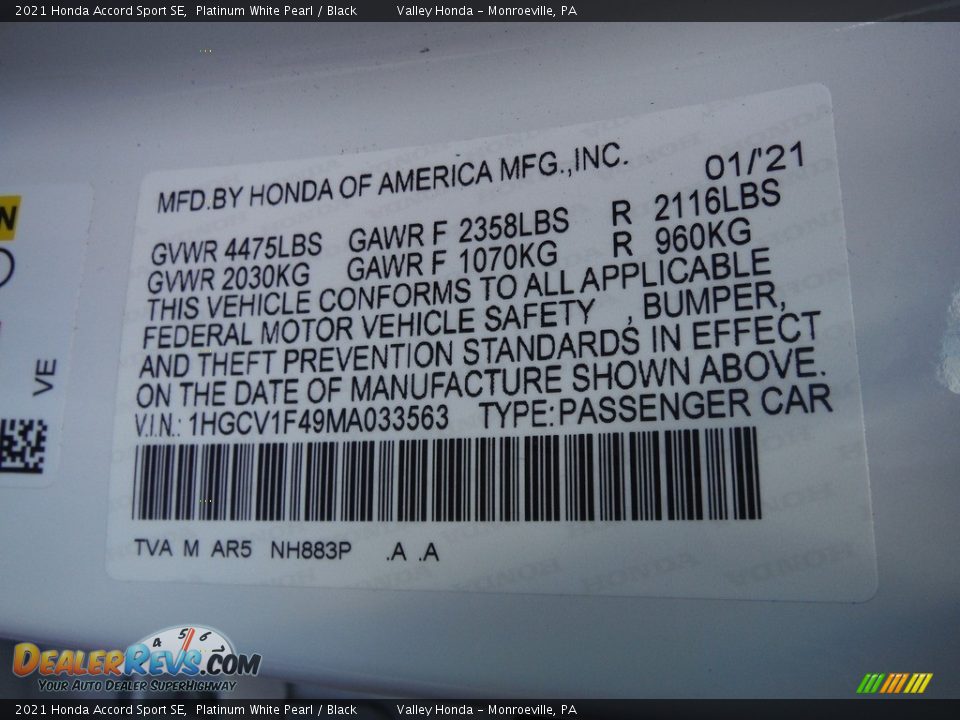 2021 Honda Accord Sport SE,  Platinum White Pearl / Black          Valley Honda - Monroeville, PA
MFD.BY HONDA OF AMERICA MFG.,INC.   01/'21
GVWR 4475LBS   GAWR F 2358LBS   R 2116LBS
GVWR 2030KG   GAWR F 1070KG   R 960KG
THIS VEHICLE CONFORMS TO ALL APPLICABLE
FEDERAL MOTOR VEHICLE SAFETY , BUMPER,
AND THEFT PREVENTION STANDARDS IN EFFECT
ON THE DATE OF MANUFACTURE SHOWN ABOVE.
V.I.N.: 1HGCV1F49MA033563   TYPE:PASSENGER CAR
TVA M AR5 NH883P .A .A
N
VE
4 5 6 7
DEALERREVS.COM
YOUR AUTO DEALER SUPERHIGHWAY
2021 Honda Accord Sport SE,  Platinum White Pearl / Black          Valley Honda - Monroeville, PA